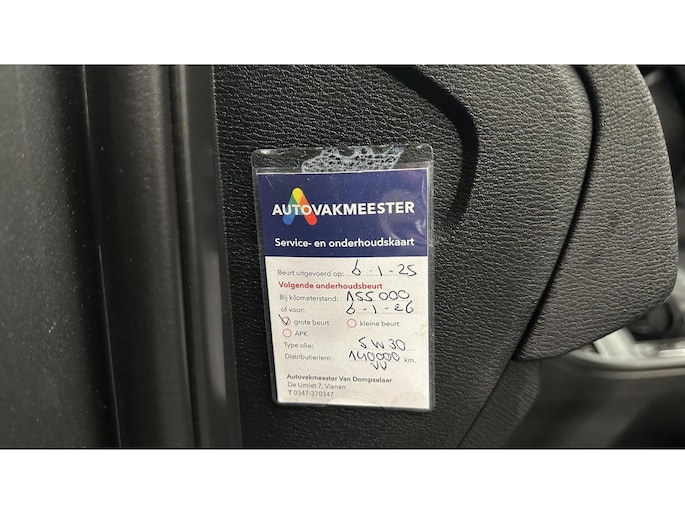 AUTOVAKMEESTER
Service- en onderhoudskaart
Beurt uitgevoerd op: 6-1-25
Volgende onderhoudsbeurt
Bij kilometerstand: 155000
of voor: 6-1-26
grote beurt kleine beurt
APK
Type olie: 5W30
Distributieriem: 140000 km.
Autovakmeester Van Dompzelaar
De Limiet 7, Vianen
T 0347-370347